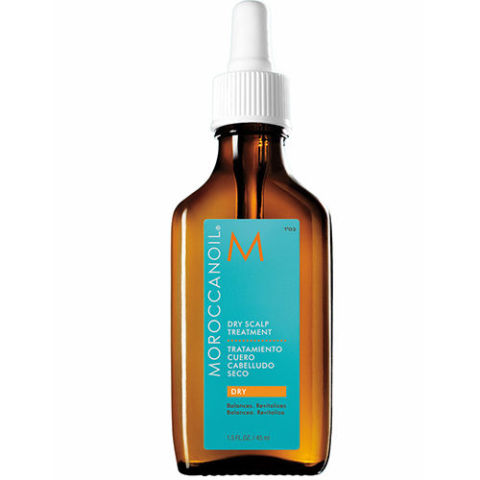 MOROCCANOIL®
M
DRY SCALP
TREATMENT
TRATAMIENTO
CUERO
CABELLUDO
SECO
DRY
Balances. Revitalizes
Balancea. Revitaliza
1.5 FL.OZ. / 45 ml